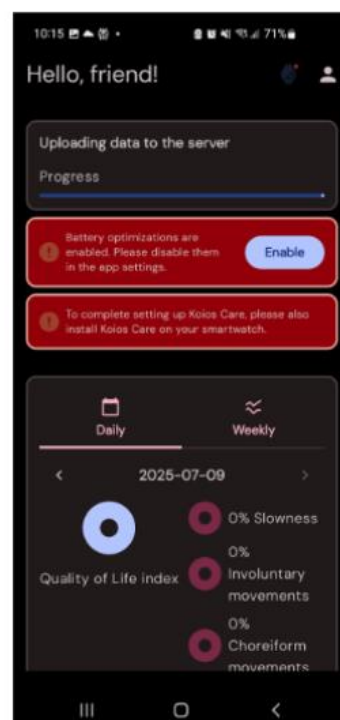 10:15
71%
Hello, friend!
Uploading data to the server
Progress
Battery optimizations are
enabled. Please disable them
in the app settings.
Enable
To complete setting up Koios Care, please also
install Koios Care on your smartwatch.
Daily
Weekly
2025-07-09
Quality of Life index
0% Slowness
0%
Involuntary
movements
0%
Choreiform
movements